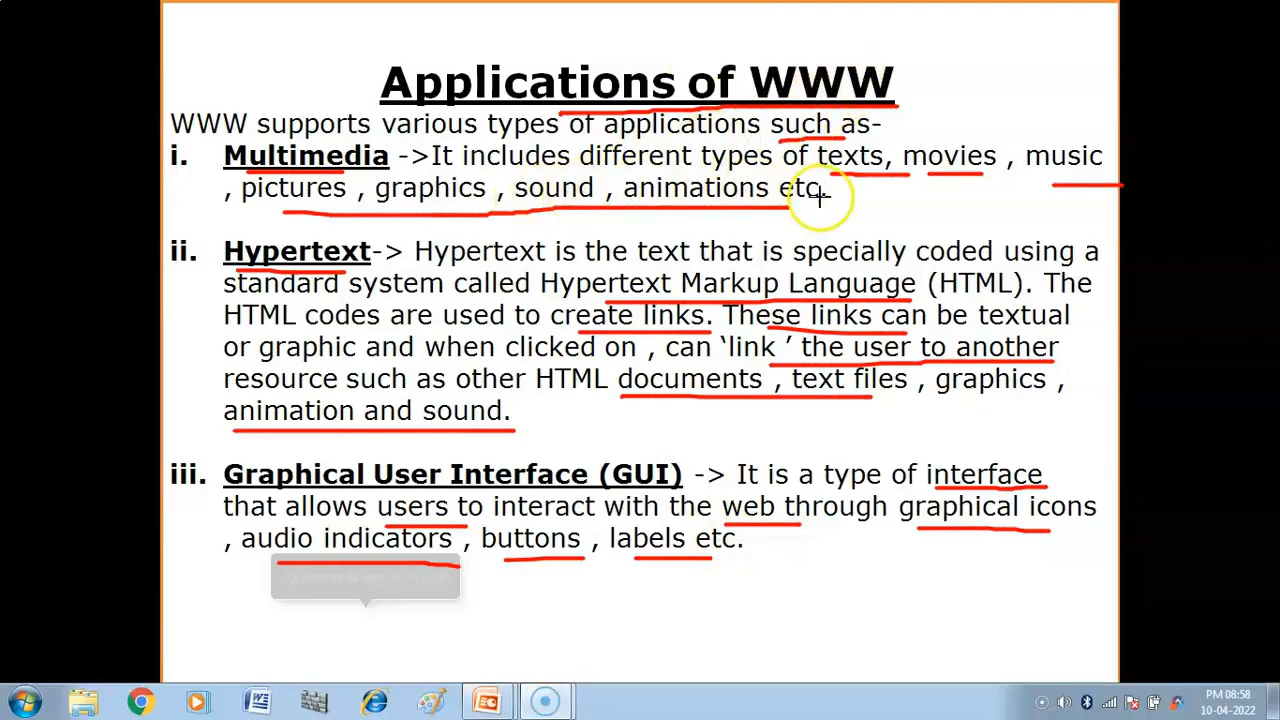 Applications of WWW
WWW supports various types of applications such as-
i. Multimedia ->It includes different types of texts, movies , music
, pictures , graphics , sound , animations etc.
ii. Hypertext-> Hypertext is the text that is specially coded using a
standard system called Hypertext Markup Language (HTML). The
HTML codes are used to create links. These links can be textual
or graphic and when clicked on , can ‘link ’ the user to another
resource such as other HTML documents , text files , graphics ,
animation and sound.
iii. Graphical User Interface (GUI) -> It is a type of interface
that allows users to interact with the web through graphical icons
, audio indicators , buttons , labels etc.
PM 08:58
10-04-2022